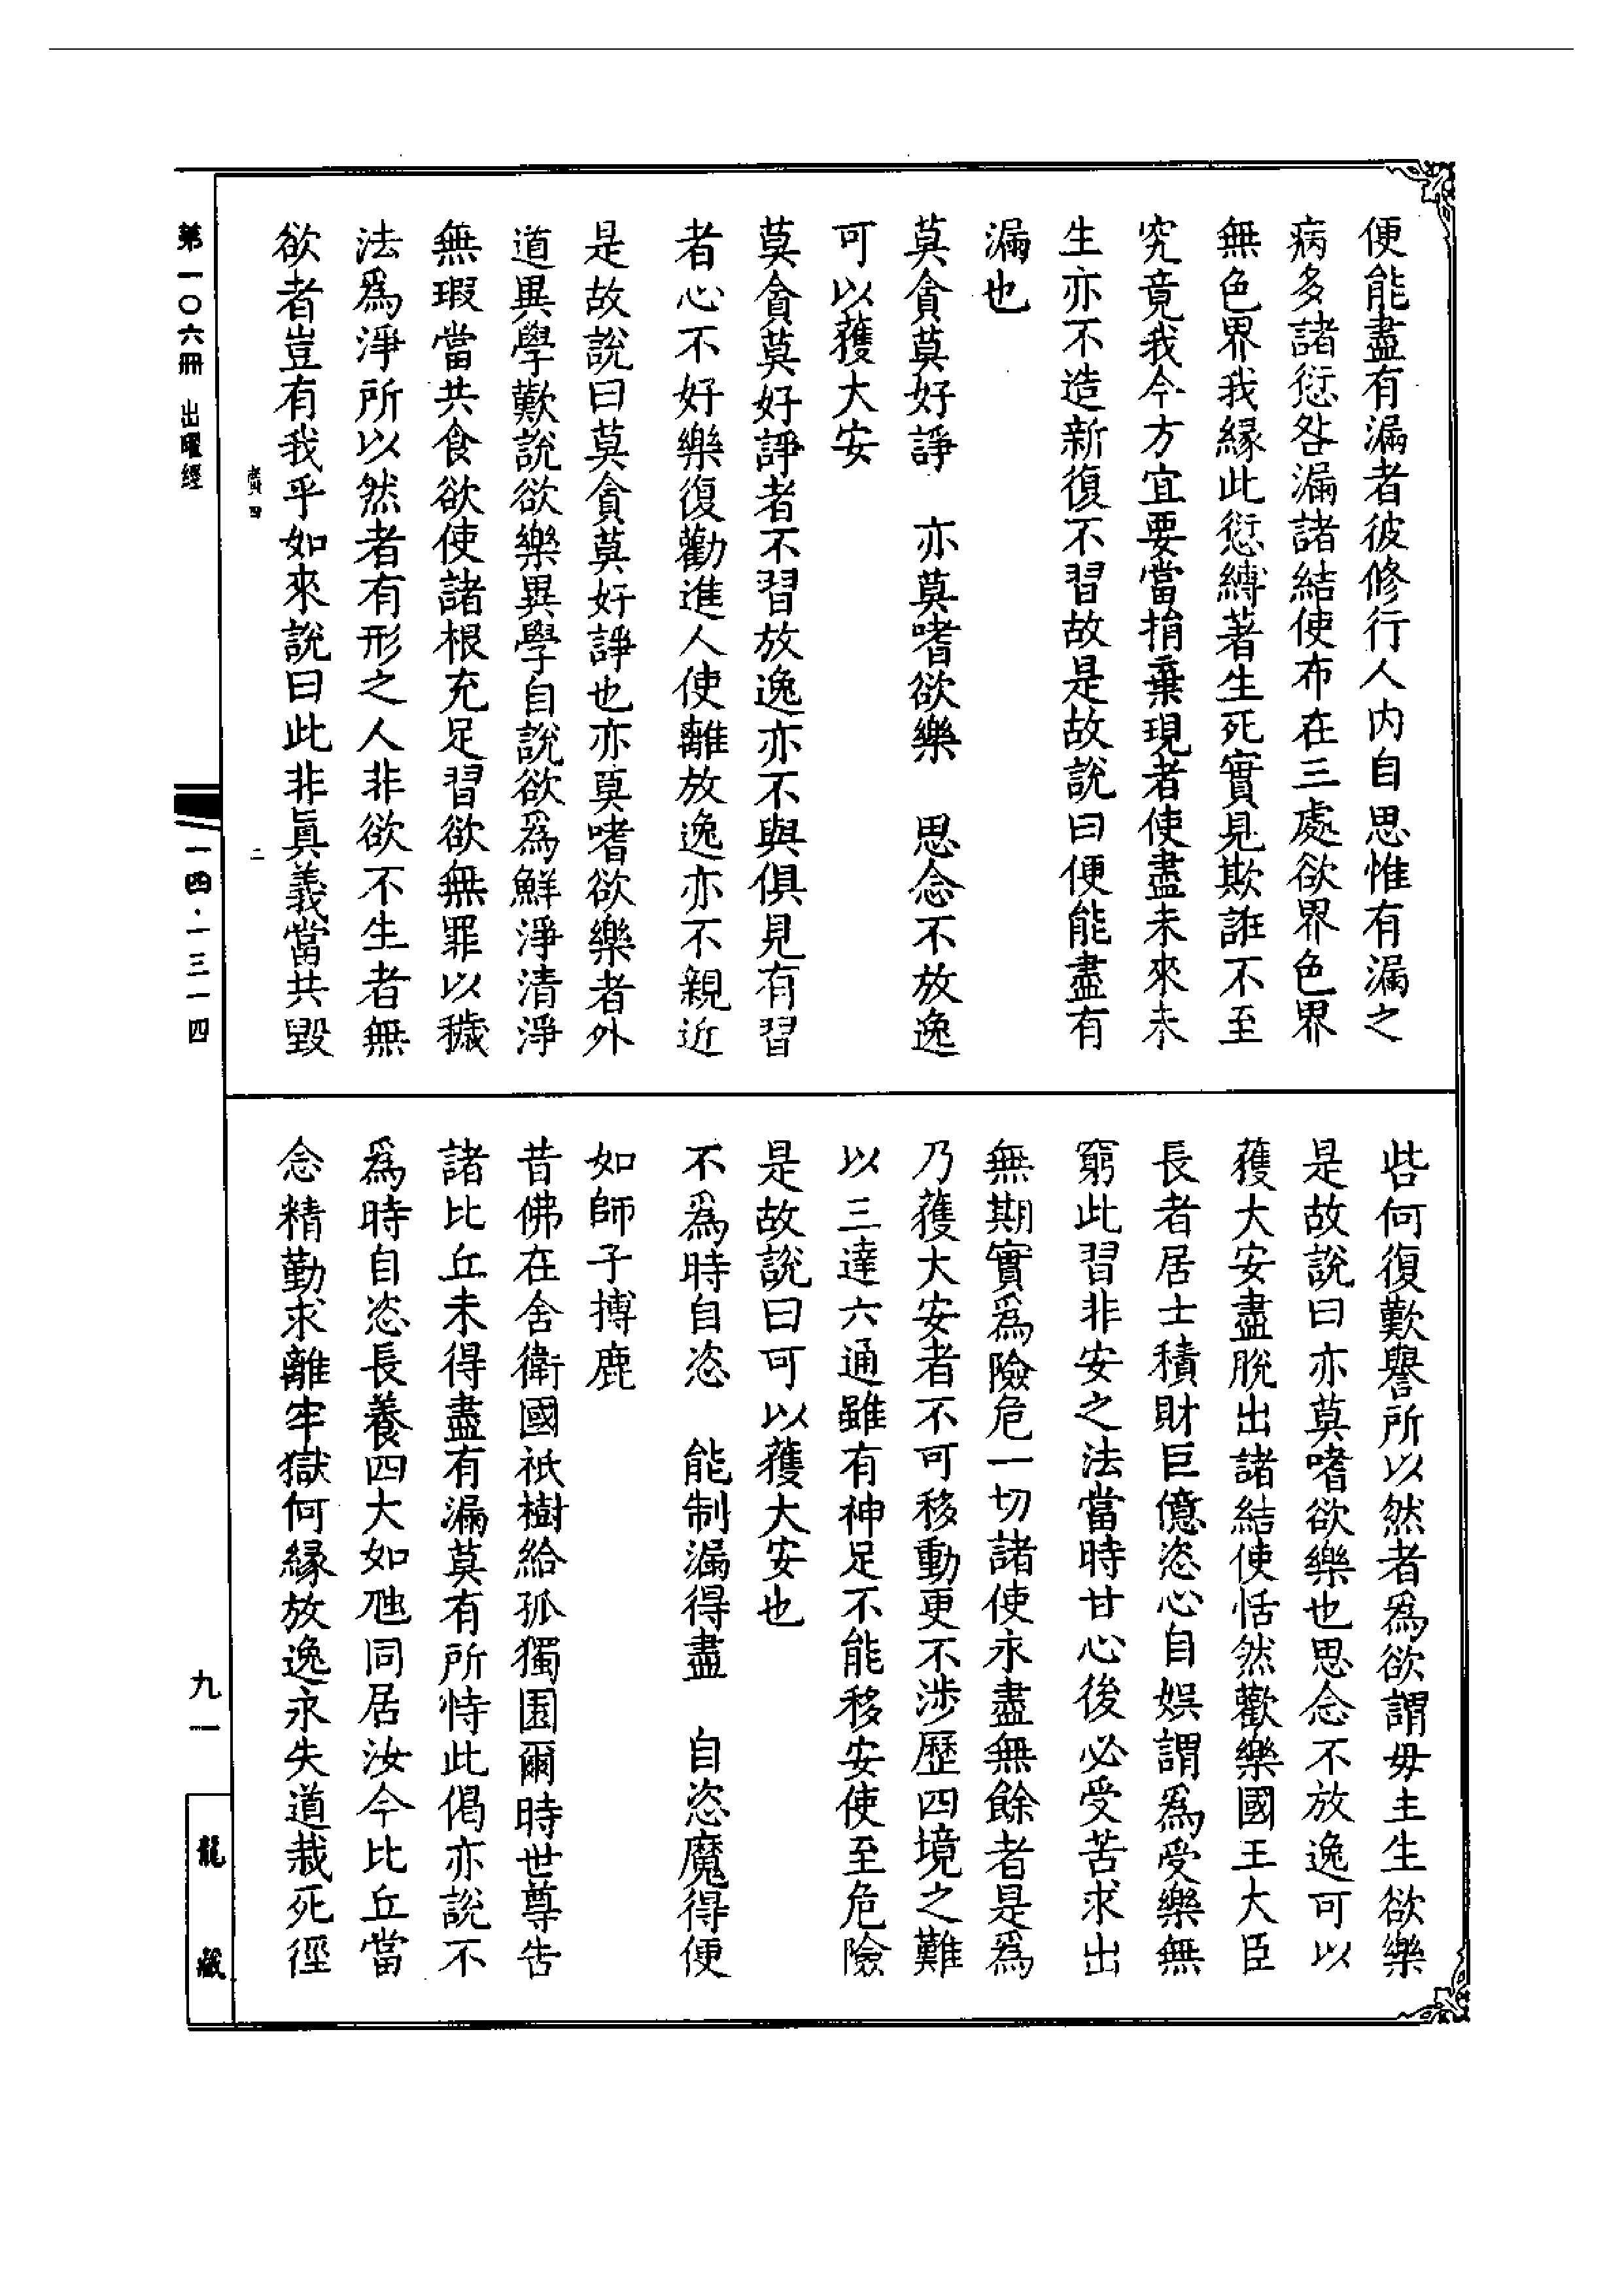 便能盡有漏者彼修行人内自思惟有漏之
病多諸愆咎漏諸結使布在三處欲界色界
無色界我緣此愆縛著生死實見欺誑不至
究竟我今方宜要當捐棄現者使盡未來未
生亦不造新復不習故是故說曰便能盡有
漏也
莫貪莫好諍　亦莫嗜欲樂　思念不放逸
可以獲大安
莫貪莫好諍者不習放逸亦不與俱見有習
者心不好樂復勸進人使離放逸亦不親近
是故說曰莫貪莫好諍也亦莫嗜欲樂者外
道異學歎說欲樂異學自說欲爲鮮淨清淨
無瑕當共食欲使諸根充足習欲無罪以穢
法爲淨所以然者有形之人非欲不生者無
欲者豈有我乎如來說曰此非眞義當共毀
呰何復歎譽所以然者爲欲謂毋主生欲樂
是故說曰亦莫嗜欲樂也思念不放逸可以
獲大安盡脫出諸結使恬然歡樂國王大臣
長者居士積財巨億恣心自娛謂爲受樂無
窮此習非安之法當時甘心後必受苦求出
無期實爲險危一切諸使永盡無餘者是爲
乃獲大安者不可移動更不涉歷四境之難
以三達六通雖有神足不能移安使至危險
是故說曰可以獲大安也
不爲時自恣　能制漏得盡　自恣魔得便
如師子搏鹿
昔佛在舍衛國祇樹給孤獨園爾時世尊告
諸比丘未得盡有漏莫有所恃此偈亦說不
爲時自恣長養四大如虺同居汝今比丘當
念精勤求離牢獄何緣放逸永失道栽死徑
第一〇六冊　出曜經
廣四
二
一四·一三一四
九一
龍藏